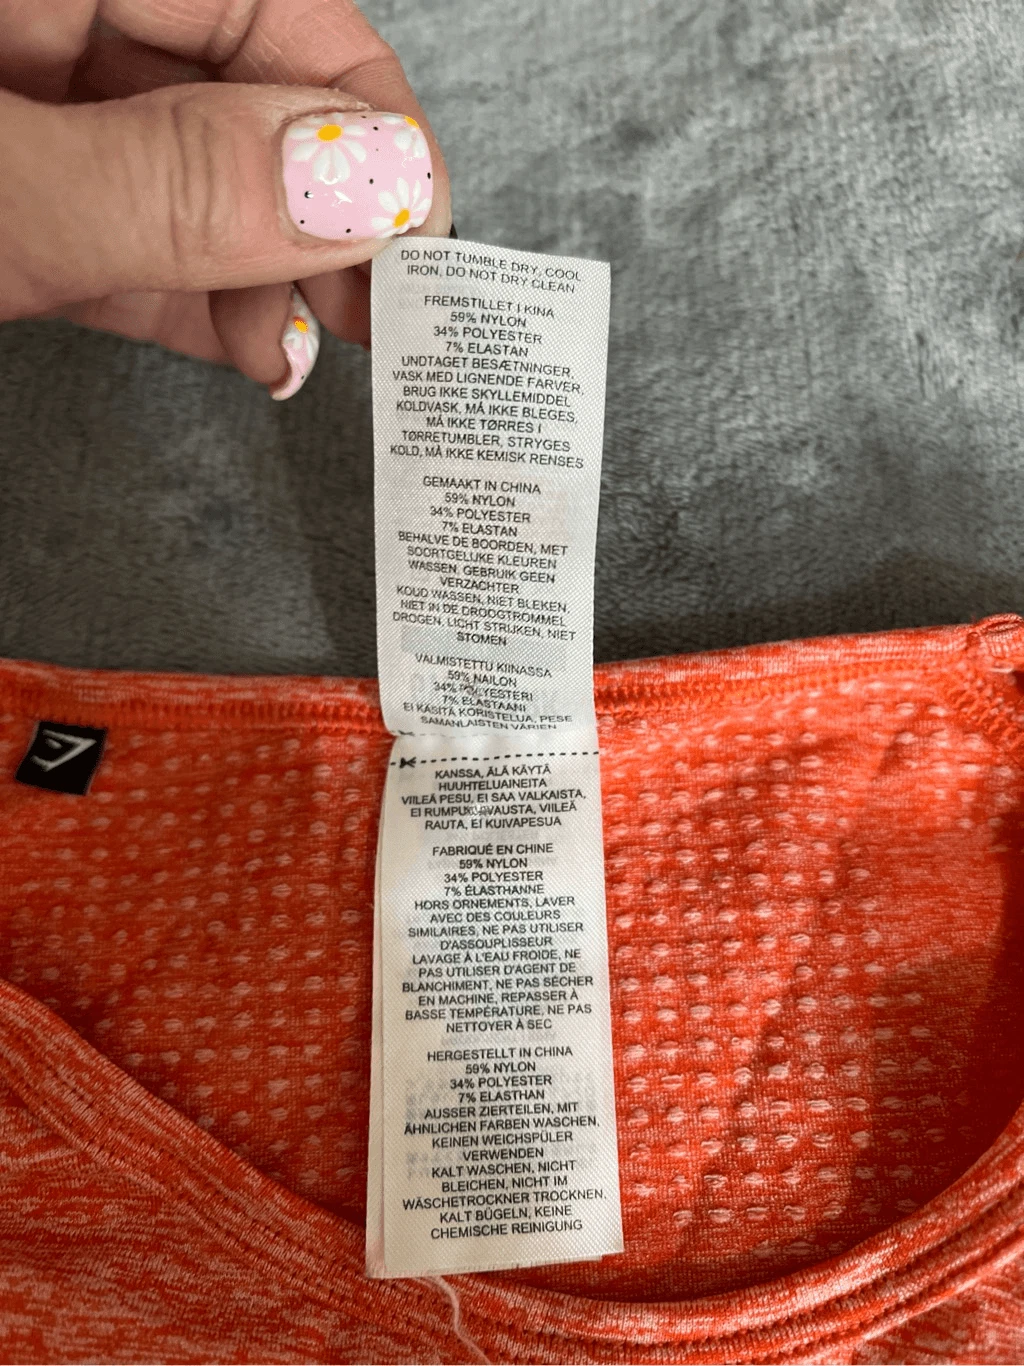 DO NOT TUMBLE DRY, COOL
IRON, DO NOT DRY CLEAN
FREMSTILLET I KINA
59% NYLON
34% POLYESTER
7% ELASTAN
UNDTAGET BESÆTNINGER,
VASK MED LIGNENDE FARVER,
BRUG IKKE SKYLLEMIDDEL
KOLDVASK, MÅ IKKE BLEGES,
MÅ IKKE TØRRES I
TØRRETUMBLER, STRYGES
KOLD, MÅ IKKE KEMISK RENSES
GEMAAKT IN CHINA
59% NYLON
34% POLYESTER
7% ELASTAN
BEHALVE DE BOORDEN, MET
SOORTGELIJKE KLEUREN
WASSEN, GEBRUIK GEEN
VERZACHTER
KOUD WASSEN, NIET BLEKEN,
NIET IN DE DROOGTROMMEL
DROGEN, LICHT STRIJKEN, NIET
STOMEN
VALMISTETTU KIINASSA
59% NAILON
34% POLYESTERI
7% ELASTAANI
EI KÄSITÄ KORISTELUA, PESE
SAMANLAISTEN VÄRIEN
KANSSA, ÄLÄ KÄYTÄ
HUUHTELUAINEITA
VIILEÄ PESU, EI SAA VALKAISTA,
EI RUMPUKUIVAUSTA, VIILEÄ
RAUTA, EI KUIVAPESUA
FABRIQUÉ EN CHINE
59% NYLON
34% POLYESTER
7% ÉLASTHANNE
HORS ORNEMENTS, LAVER
AVEC DES COULEURS
SIMILAIRES, NE PAS UTILISER
D'ASSOUPLISSEUR
LAVAGE À L'EAU FROIDE, NE
PAS UTILISER D'AGENT DE
BLANCHIMENT, NE PAS SÉCHER
EN MACHINE, REPASSER À
BASSE TEMPÉRATURE, NE PAS
NETTOYER À SEC
HERGESTELLT IN CHINA
59% NYLON
34% POLYESTER
7% ELASTHAN
AUSSER ZIERTEILEN, MIT
ÄHNLICHEN FARBEN WASCHEN,
KEINEN WEICHSPÜLER
VERWENDEN
KALT WASCHEN, NICHT
BLEICHEN, NICHT IM
WÄSCHETROCKNER TROCKNEN,
KALT BÜGELN, KEINE
CHEMISCHE REINIGUNG